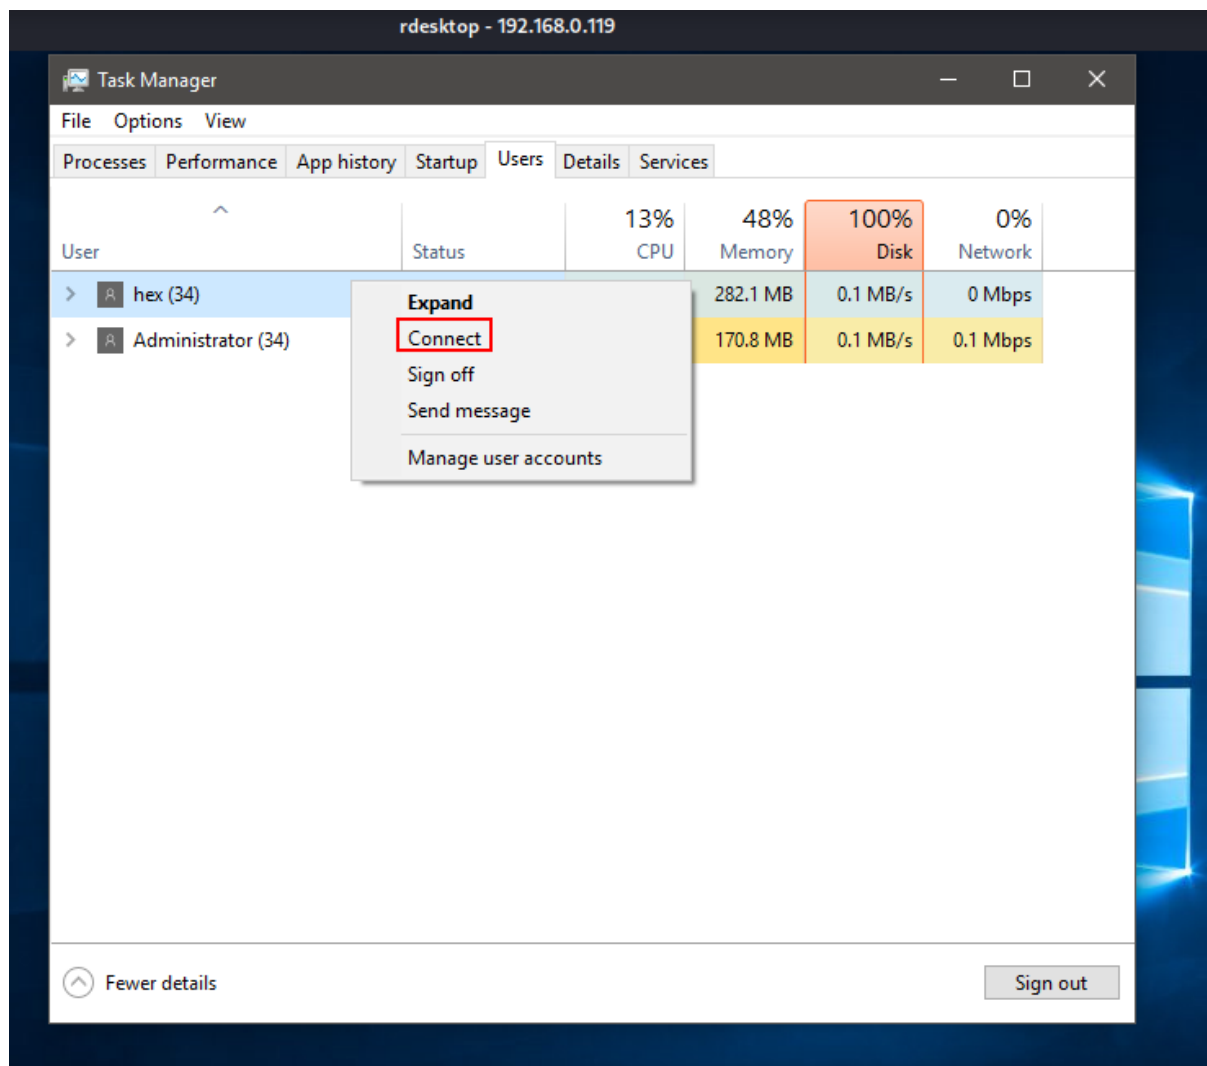 rdesktop - 192.168.0.119
Task Manager
File Options View
Processes Performance App history Startup Users Details Services
13% 48% 100% 0%
User Status CPU Memory Disk Network
hex (34) 282.1 MB 0.1 MB/s 0 Mbps
Administrator (34) 170.8 MB 0.1 MB/s 0.1 Mbps
Expand
Connect
Sign off
Send message
Manage user accounts
Fewer details Sign out